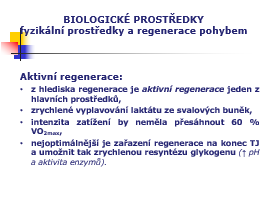 BIOLOGICKÉ PROSTŘEDKY
fyzikální prostředky a regenerace pohybem
Aktivní regenerace:
• z hlediska regenerace je aktivní regenerace jeden z
hlavních prostředků,
• zrychlené vyplavování laktátu ze svalových buněk,
• intenzita zatížení by neměla přesáhnout 60 %
VO2max,
• nejoptimálnější je zařazení regenerace na konec TJ
a umožnit tak zrychlenou resyntézu glykogenu (↑ pH
a aktivita enzymů).